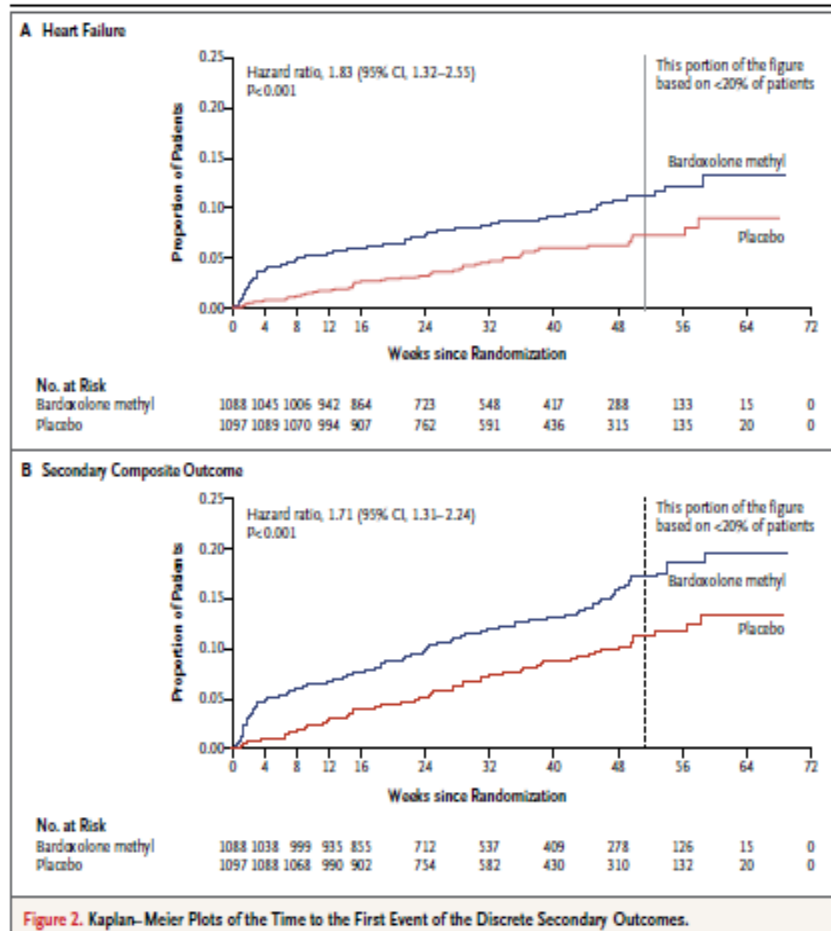 A Heart Failure
0.25
0.20
0.15
0.10
0.05
0.00
Proportion of Patients
Hazard ratio, 1.83 (95% CI, 1.32–2.55)
P<0.001
This portion of the figure
based on <20% of patients
Bardoxolone methyl
Placebo
0 4 8 12 16 24 32 40 48 56 64 72
Weeks since Randomization
No. at Risk
Bardoxolone methyl 1088 1045 1006 942 864 723 548 417 288 133 15 0
Placebo 1097 1089 1070 994 907 762 591 436 315 135 20 0
B Secondary Composite Outcome
0.25
0.20
0.15
0.10
0.05
0.00
Proportion of Patients
Hazard ratio, 1.71 (95% CI, 1.31–2.24)
P<0.001
This portion of the figure
based on <20% of patients
Bardoxolone methyl
Placebo
0 4 8 12 16 24 32 40 48 56 64 72
Weeks since Randomization
No. at Risk
Bardoxolone methyl 1088 1038 999 935 855 712 537 409 278 126 15 0
Placebo 1097 1088 1068 990 902 754 582 430 310 132 20 0
Figure 2. Kaplan–Meier Plots of the Time to the First Event of the Discrete Secondary Outcomes.